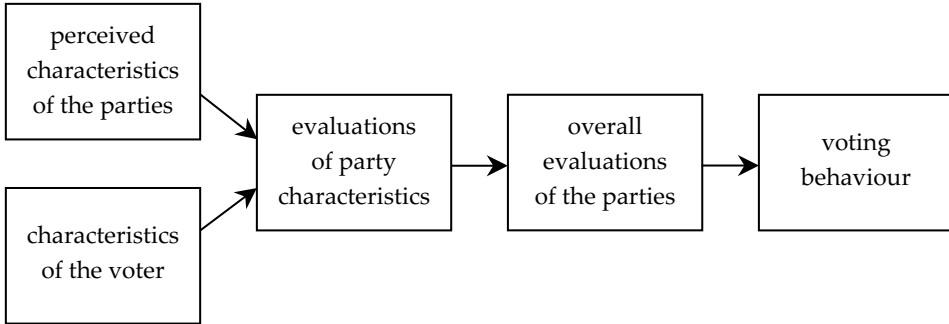 perceived
characteristics
of the parties
characteristics
of the voter
evaluations
of party
characteristics
overall
evaluations
of the parties
voting
behaviour